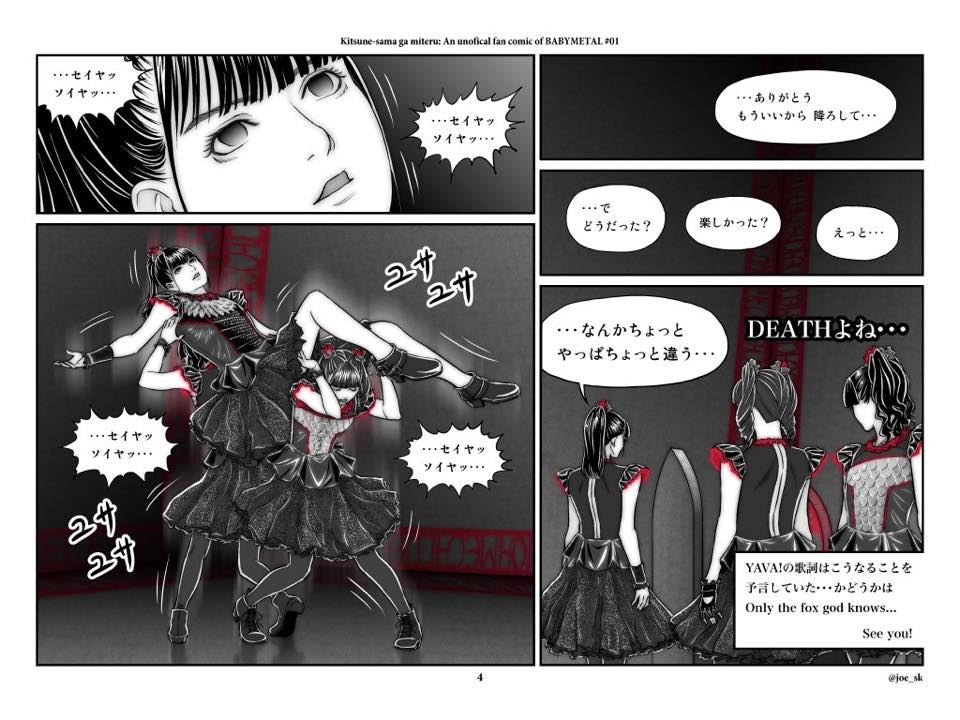 Kitsune-sama ga miteru: An unofical fan comic of BABYMETAL #01
･･･セイヤッ
ソイヤッ･･･
･･･セイヤッ
ソイヤッ･･･
ユサ
ユサ
･･･セイヤッ
ソイヤッ･･･
･･･セイヤッ
ソイヤッ･･･
ユサ
ユサ
･･･ありがとう
もういいから 降ろして･･･
･･･で
どうだった？
楽しかった？
えっと･･･
･･･なんかちょっと
やっぱちょっと違う･･･
DEATHよね･･･
YAVA!の歌詞はこうなることを
予言していた･･･かどうかは
Only the fox god knows...
See you!
4
@joe_sk